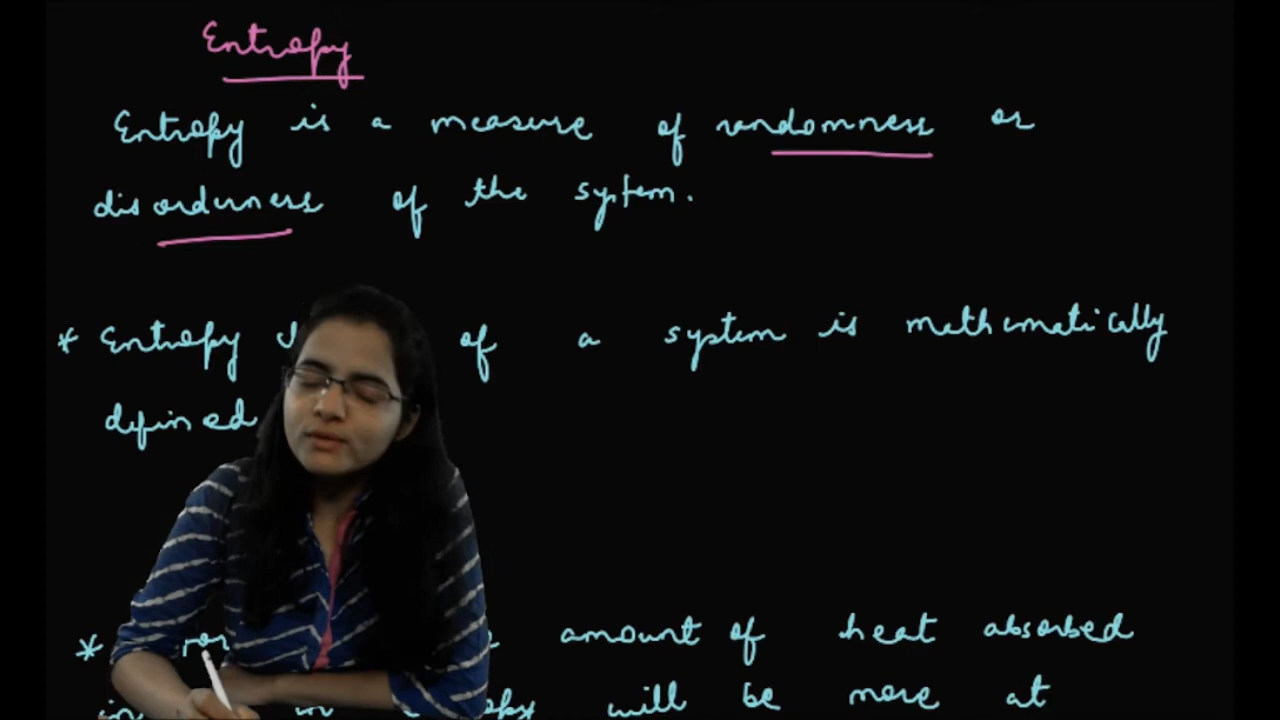 Entropy
Entropy is a measure of randomness or
disorderness of the system.
* Entropy of a system is mathematically
defined
* amount of heat absorbed
in will be more at